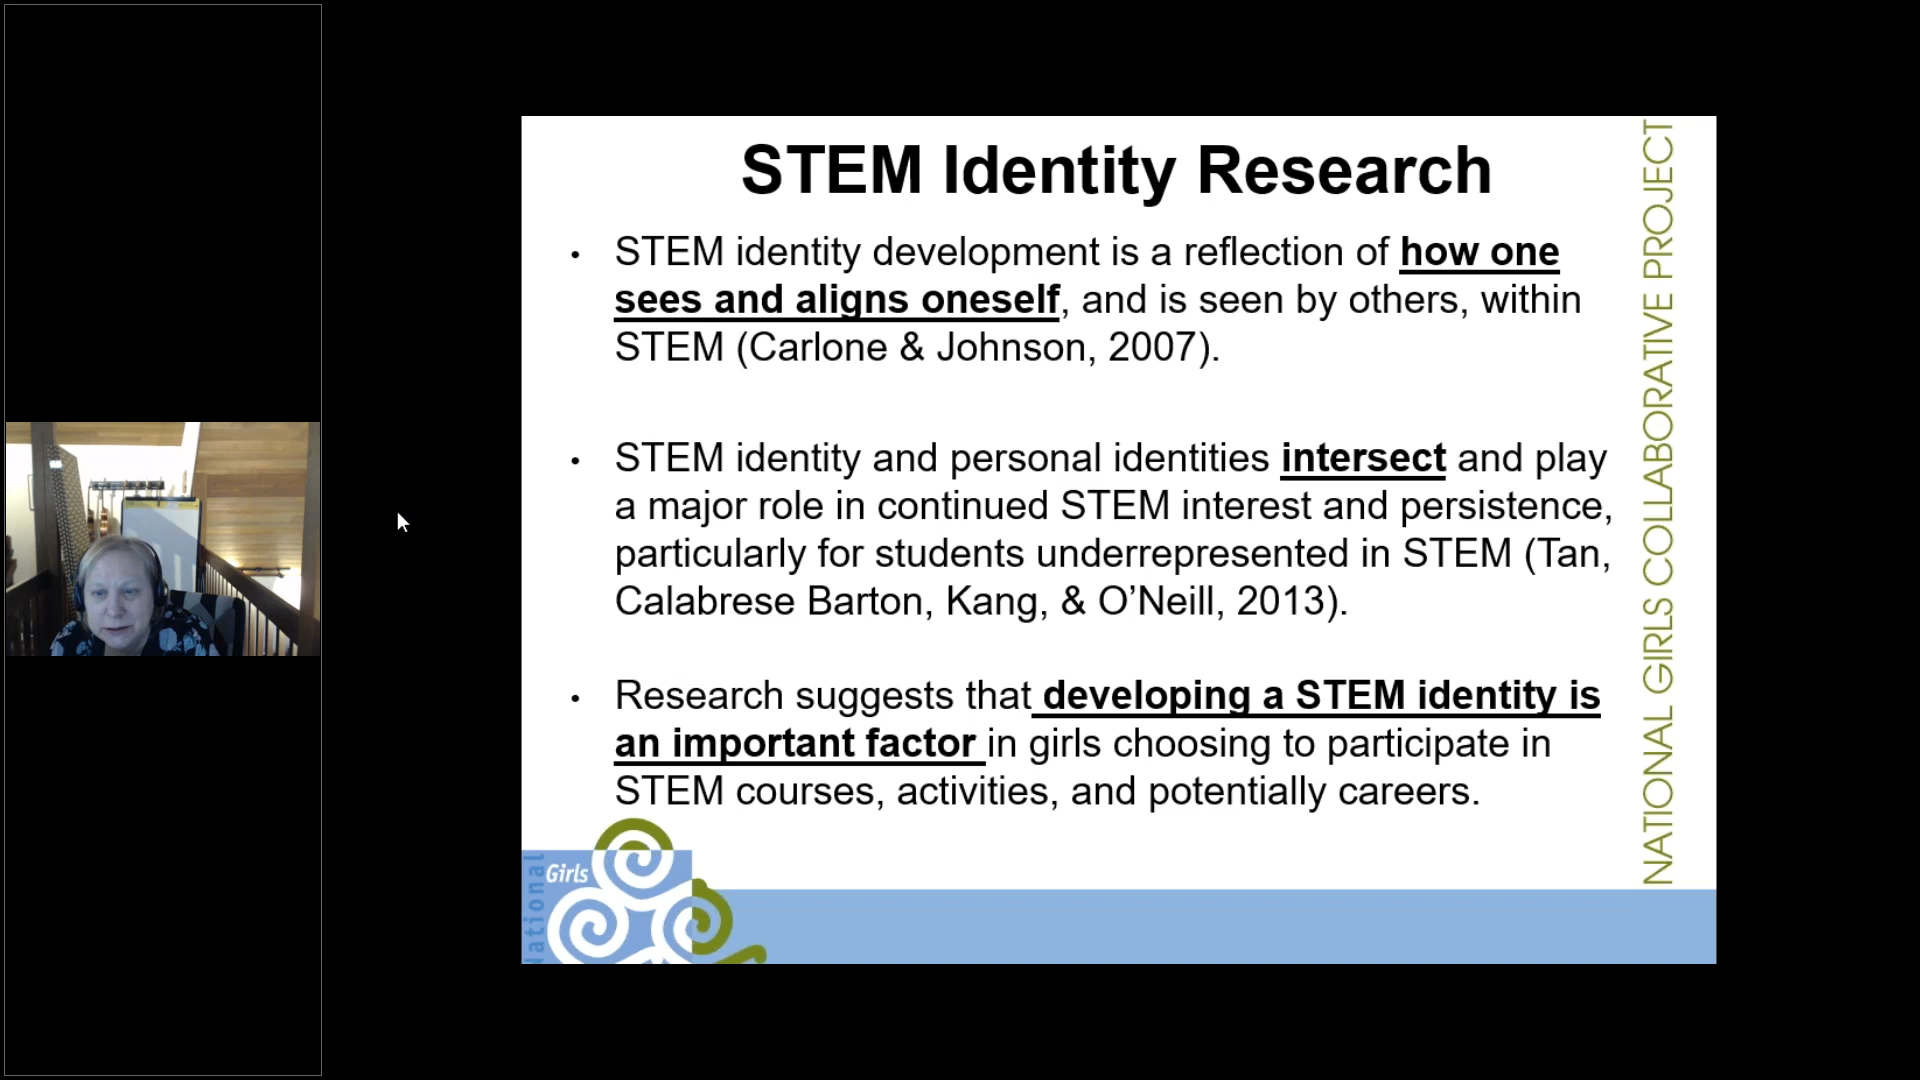 STEM Identity Research
• STEM identity development is a reflection of how one
sees and aligns oneself, and is seen by others, within
STEM (Carlone & Johnson, 2007).
• STEM identity and personal identities intersect and play
a major role in continued STEM interest and persistence,
particularly for students underrepresented in STEM (Tan,
Calabrese Barton, Kang, & O’Neill, 2013).
• Research suggests that developing a STEM identity is
an important factor in girls choosing to participate in
STEM courses, activities, and potentially careers.
NATIONAL GIRLS COLLABORATIVE PROJECT
National
Girls